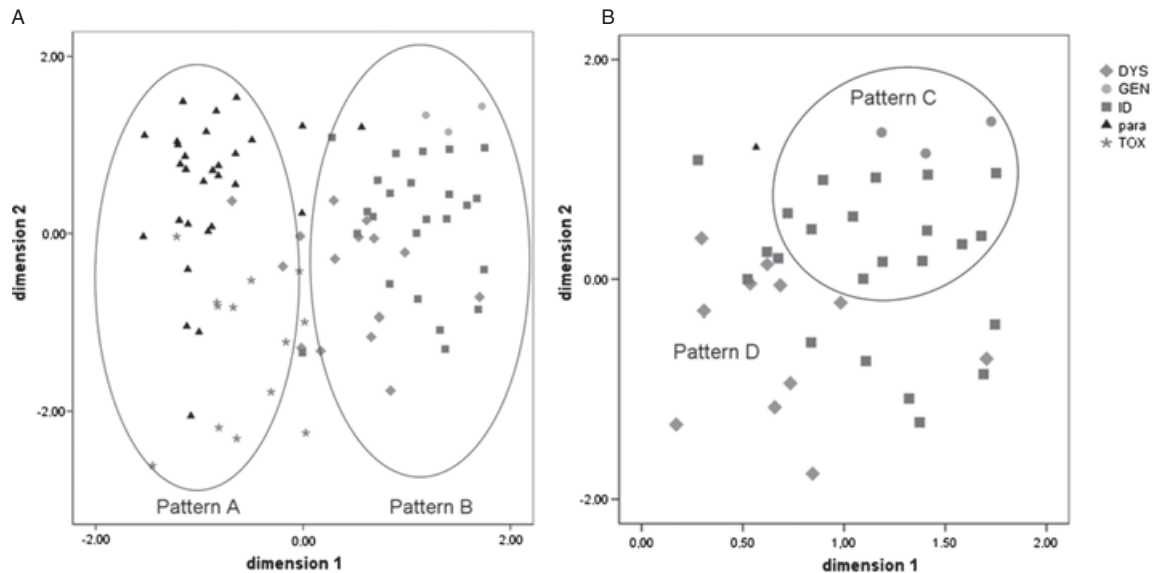 A
2.00
0.00
-2.00
dimension 2
Pattern A
Pattern B
-2.00 0.00 2.00
dimension 1
B
2.00
0.00
-2.00
dimension 2
Pattern C
Pattern D
0.00 0.50 1.00 1.50 2.00
dimension 1
DYS
GEN
ID
para
TOX